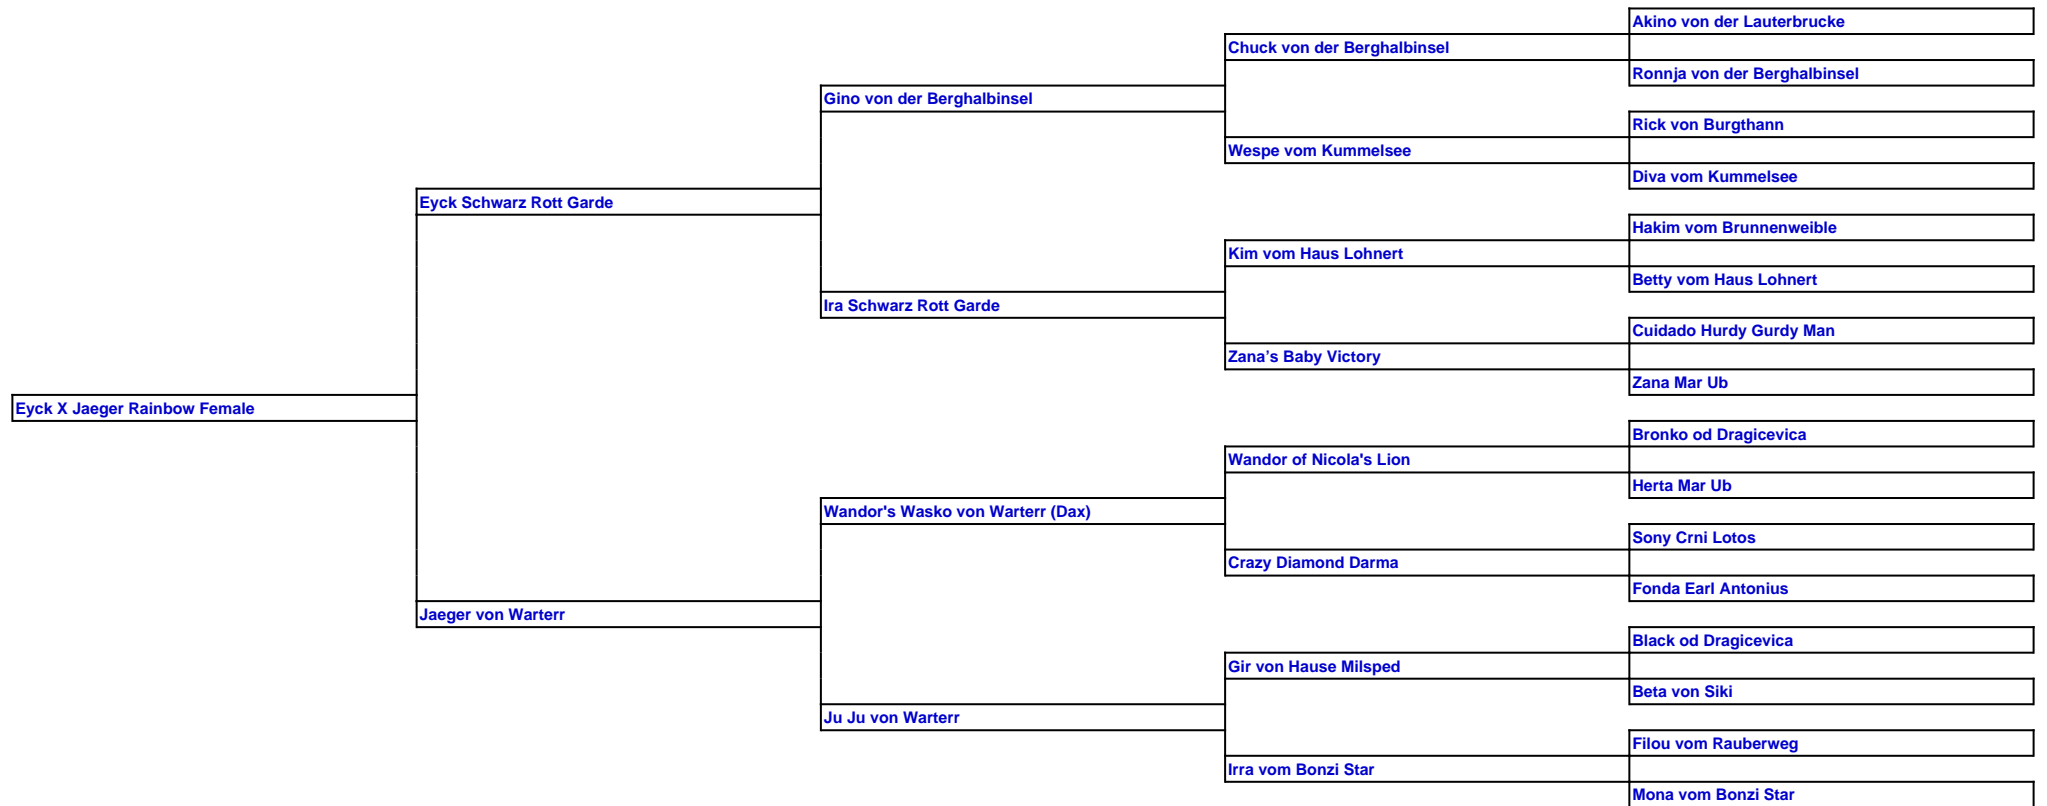 Akino von der Lauterbrucke
Chuck von der Berghalbinsel
Ronnja von der Berghalbinsel
Gino von der Berghalbinsel
Rick von Burgthann
Wespe vom Kummelsee
Diva vom Kummelsee
Eyck Schwarz Rott Garde
Hakim vom Brunnenweible
Kim vom Haus Lohnert
Betty vom Haus Lohnert
Ira Schwarz Rott Garde
Cuidado Hurdy Gurdy Man
Zana’s Baby Victory
Zana Mar Ub
Eyck X Jaeger Rainbow Female
Bronko od Dragicevica
Wandor of Nicola's Lion
Herta Mar Ub
Wandor's Wasko von Warterr (Dax)
Sony Crni Lotos
Crazy Diamond Darma
Fonda Earl Antonius
Jaeger von Warterr
Black od Dragicevica
Gir von Hause Milsped
Beta von Siki
Ju Ju von Warterr
Filou vom Rauberweg
Irra vom Bonzi Star
Mona vom Bonzi Star